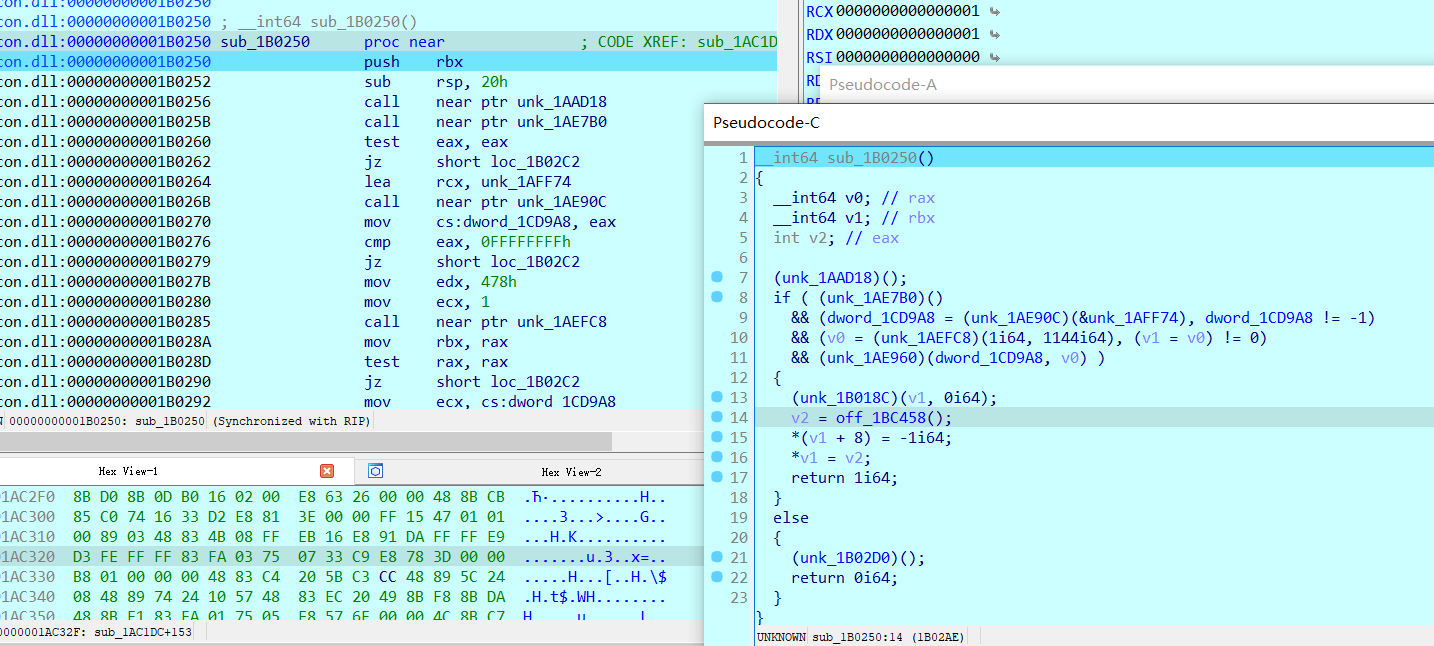 con.dll:00000000001B0250
con.dll:00000000001B0250 ; __int64 sub_1B0250()
con.dll:00000000001B0250 sub_1B0250 proc near ; CODE XREF: sub_1AC1D
con.dll:00000000001B0250 push rbx
con.dll:00000000001B0252 sub rsp, 20h
con.dll:00000000001B0256 call near ptr unk_1AAD18
con.dll:00000000001B025B call near ptr unk_1AE7B0
con.dll:00000000001B0260 test eax, eax
con.dll:00000000001B0262 jz short loc_1B02C2
con.dll:00000000001B0264 lea rcx, unk_1AFF74
con.dll:00000000001B026B call near ptr unk_1AE90C
con.dll:00000000001B0270 mov cs:dword_1CD9A8, eax
con.dll:00000000001B0276 cmp eax, 0FFFFFFFFh
con.dll:00000000001B0279 jz short loc_1B02C2
con.dll:00000000001B027B mov edx, 478h
con.dll:00000000001B0280 mov ecx, 1
con.dll:00000000001B0285 call near ptr unk_1AEFC8
con.dll:00000000001B028A mov rbx, rax
con.dll:00000000001B028D test rax, rax
con.dll:00000000001B0290 jz short loc_1B02C2
con.dll:00000000001B0292 mov ecx, cs:dword_1CD9A8
00000000001B0250: sub_1B0250 (Synchronized with RIP)
Hex View-1
Hex View-2
1AC2F0 8B D0 8B 0D B0 16 02 00 E8 63 26 00 00 48 8B CB .Ћ·..........H..
1AC300 85 C0 74 16 33 D2 E8 81 3E 00 00 FF 15 47 01 01 ....3...>....G..
1AC310 00 89 03 48 83 4B 08 FF EB 16 E8 91 DA FF FF E9 ...H.K..........
1AC320 D3 FE FF FF 83 FA 03 75 07 33 C9 E8 78 3D 00 00 .......u.3..x=..
1AC330 B8 01 00 00 00 48 83 C4 20 5B C3 CC 48 89 5C 24 .....H...[..H.\$
1AC340 08 48 89 74 24 10 57 48 83 EC 20 49 8B F8 8B DA .H.t$.WH........
1AC350 48 8B F1 83 FA 01 75 05 E8 57 6F 00 00 4C 8B C7
0000001AC32F: sub_1AC1DC+153
RCX 0000000000000001
RDX 0000000000000001
RSI 0000000000000000
Pseudocode-A
Pseudocode-C
1 __int64 sub_1B0250()
2 {
3 __int64 v0; // rax
4 __int64 v1; // rbx
5 int v2; // eax
6
7 (unk_1AAD18)();
8 if ( (unk_1AE7B0)()
9 && (dword_1CD9A8 = (unk_1AE90C)(&unk_1AFF74), dword_1CD9A8 != -1)
10 && (v0 = (unk_1AEFC8)(1i64, 1144i64), (v1 = v0) != 0)
11 && (unk_1AE960)(dword_1CD9A8, v0) )
12 {
13 (unk_1B018C)(v1, 0i64);
14 v2 = off_1BC458();
15 *(v1 + 8) = -1i64;
16 *v1 = v2;
17 return 1i64;
18 }
19 else
20 {
21 (unk_1B02D0)();
22 return 0i64;
23 }
}
UNKNOWN sub_1B0250:14 (1B02AE)